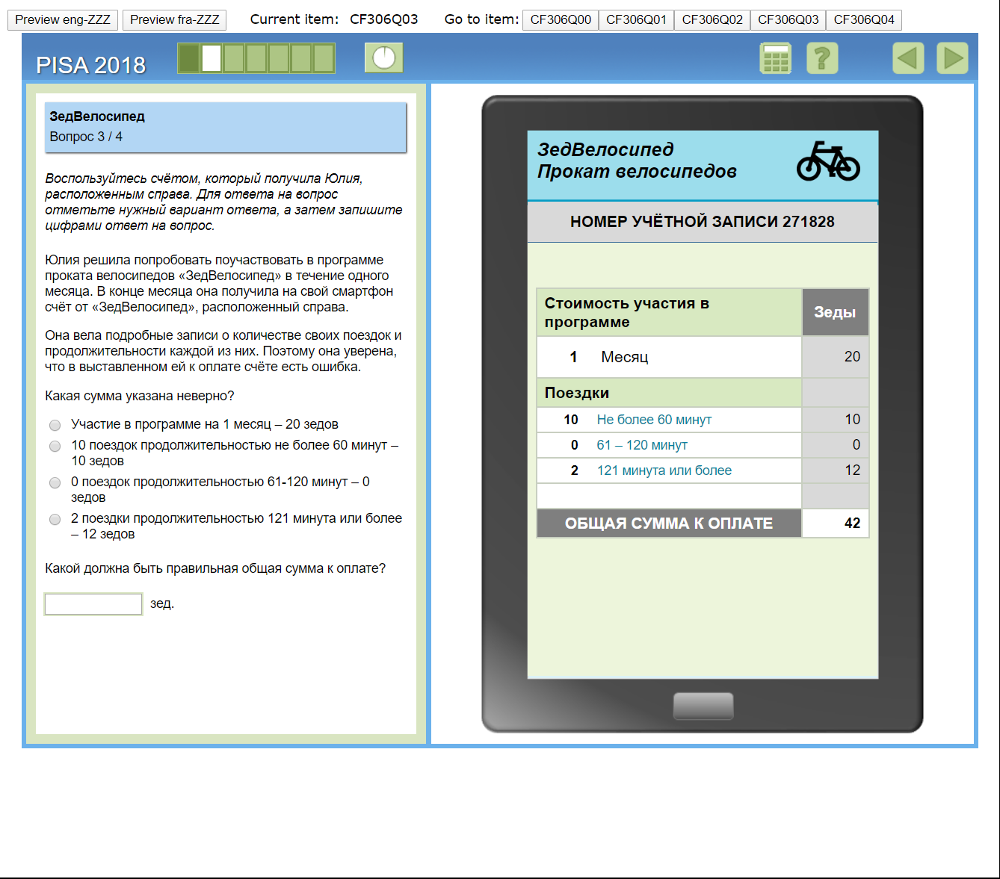 Preview eng-ZZZ Preview fra-ZZZ Current item: CF306Q03 Go to item: CF306Q00 CF306Q01 CF306Q02 CF306Q03 CF306Q04
PISA 2018
?
ЗедВелосипед
Вопрос 3 / 4
Воспользуйтесь счётом, который получила Юлия,
расположенным справа. Для ответа на вопрос
отметьте нужный вариант ответа, а затем запишите
цифрами ответ на вопрос.
Юлия решила попробовать поучаствовать в программе
проката велосипедов «ЗедВелосипед» в течение одного
месяца. В конце месяца она получила на свой смартфон
счёт от «ЗедВелосипед», расположенный справа.
Она вела подробные записи о количестве своих поездок и
продолжительности каждой из них. Поэтому она уверена,
что в выставленном ей к оплате счёте есть ошибка.
Какая сумма указана неверно?
Участие в программе на 1 месяц – 20 зедов
10 поездок продолжительностью не более 60 минут –
10 зедов
0 поездок продолжительностью 61-120 минут – 0
зедов
2 поездки продолжительностью 121 минута или более
– 12 зедов
Какой должна быть правильная общая сумма к оплате?
зед.
ЗедВелосипед
Прокат велосипедов
НОМЕР УЧЁТНОЙ ЗАПИСИ 271828
Стоимость участия в
программе
Зеды
1 Месяц 20
Поездки
10 Не более 60 минут 10
0 61 – 120 минут 0
2 121 минута или более 12
ОБЩАЯ СУММА К ОПЛАТЕ 42